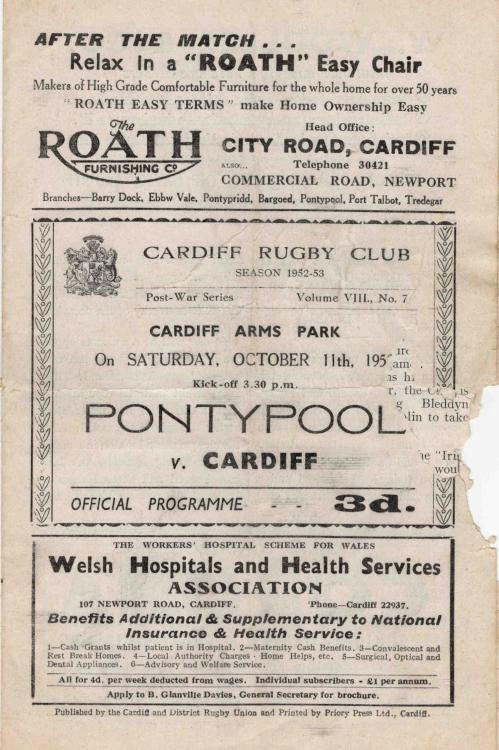 AFTER THE MATCH . . .
Relax in a "ROATH" Easy Chair
Makers of High Grade Comfortable Furniture for the whole home for over 50 years
"ROATH EASY TERMS" make Home Ownership Easy
The
ROATH
FURNISHING Co
Head Office:
CITY ROAD, CARDIFF
ALSO... Telephone 30421
COMMERCIAL ROAD, NEWPORT
Branches—Barry Dock, Ebbw Vale, Pontypridd, Bargoed, Pontypool, Port Talbot, Tredegar
CARDIFF RUGBY CLUB
SEASON 1952-53
Post-War Series Volume VIII., No. 7
CARDIFF ARMS PARK
On SATURDAY, OCTOBER 11th, 195
Kick-off 3.30 p.m.
PONTYPOOL
v. CARDIFF
OFFICIAL PROGRAMME - - 3d.
the
Bleddyn
to take
THE WORKERS' HOSPITAL SCHEME FOR WALES
Welsh Hospitals and Health Services
ASSOCIATION
107 NEWPORT ROAD, CARDIFF. 'Phone—Cardiff 22937.
Benefits Additional & Supplementary to National
Insurance & Health Service:
1—Cash Grants whilst patient is in Hospital. 2—Maternity Cash Benefits. 3—Convalescent and
Rest Break Homes. 4—Local Authority Charges - Home Helps, etc. 5—Surgical, Optical and
Dental Appliances. 6—Advisory and Welfare Service.
All for 4d. per week deducted from wages. Individual subscribers - £1 per annum.
Apply to B. Glanville Davies, General Secretary for brochure.
Published by the Cardiff and District Rugby Union and Printed by Priory Press Ltd., Cardiff.